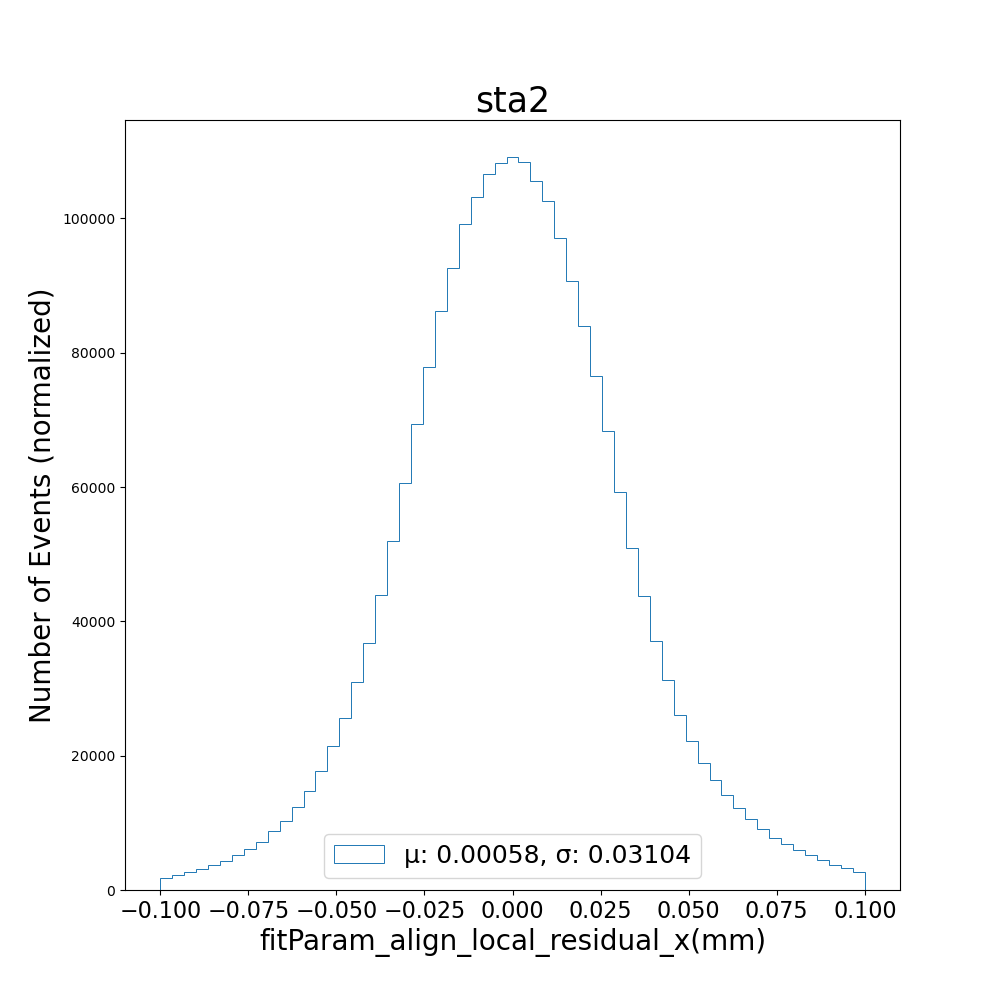 sta2
Number of Events (normalized)
100000
80000
60000
40000
20000
0
μ: 0.00058, σ: 0.03104
−0.100 −0.075 −0.050 −0.025 0.000 0.025 0.050 0.075 0.100
fitParam_align_local_residual_x(mm)